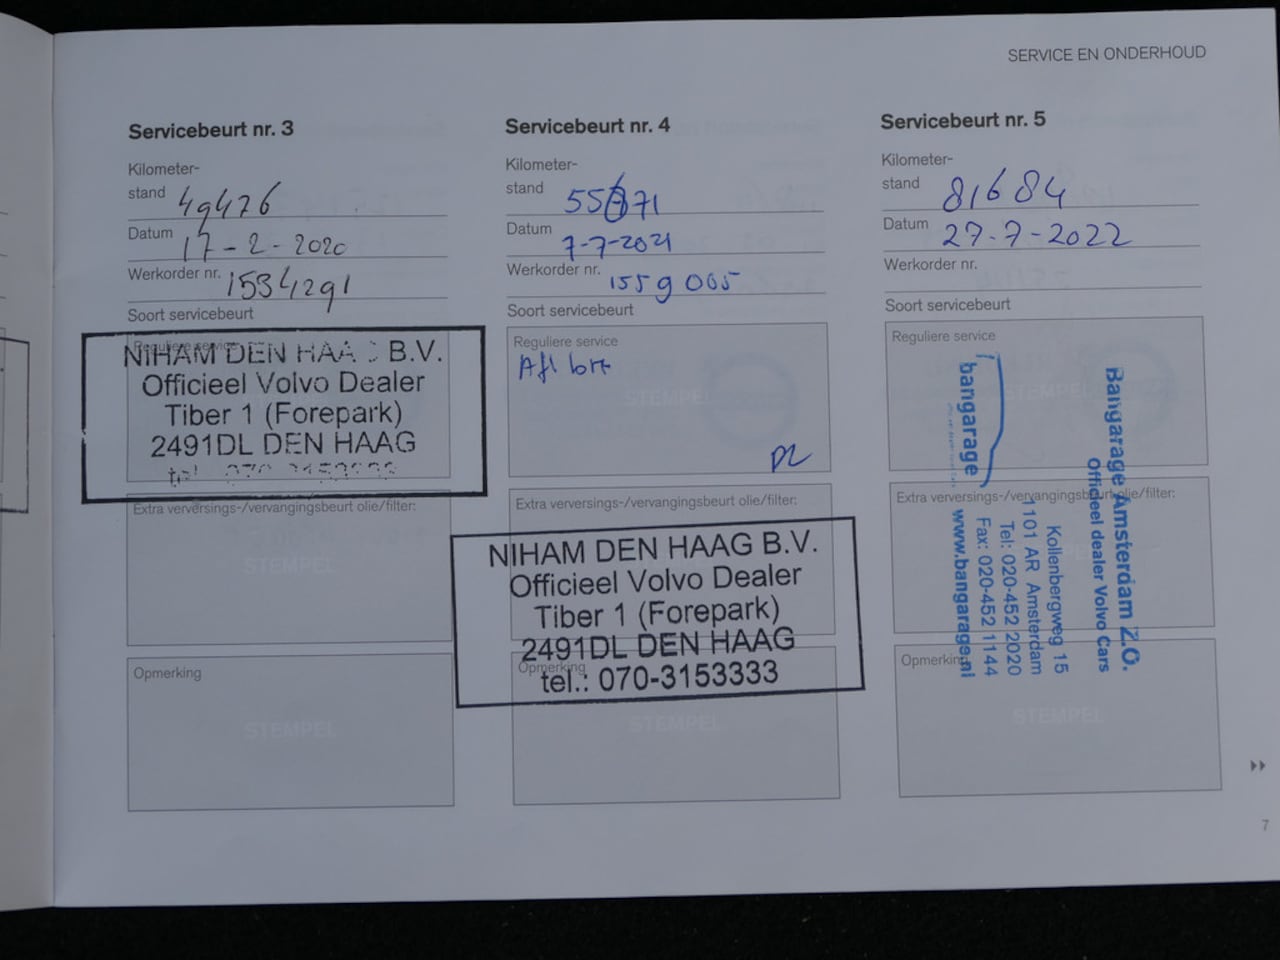 SERVICE EN ONDERHOUD
Servicebeurt nr. 3
Kilometer-
stand 49476
Datum 17-2-2020
Werkorder nr. 1534291
Soort servicebeurt
Reguliere service
NIHAM DEN HAA B.V.
Officieel Volvo Dealer
Tiber 1 (Forepark)
2491DL DEN HAAG
Extra verversings-/vervangingsbeurt olie/filter:
STEMPEL
Opmerking
STEMPEL
Servicebeurt nr. 4
Kilometer-
stand
Datum 7-7-2021
Werkorder nr. 1559005
Soort servicebeurt
Reguliere service
STEMPEL
Extra verversings-/vervangingsbeurt olie/filter:
NIHAM DEN HAAG B.V.
Officieel Volvo Dealer
Tiber 1 (Forepark)
2491DL DEN HAAG
tel.: 070-3153333
Opmerking
STEMPEL
Servicebeurt nr. 5
Kilometer-
stand 81684
Datum 27-7-2022
Werkorder nr.
Soort servicebeurt
Reguliere service
STEMPEL
Extra verversings-/vervangingsbeurt olie/filter:
Bangarage Amsterdam Z.O.
Officieel dealer Volvo Cars
Kollenbergweg 15
1101 AR Amsterdam
Tel: 020-452 2020
Fax: 020-452 1144
www.bangarage.nl
bangarage
Opmerking
STEMPEL
7